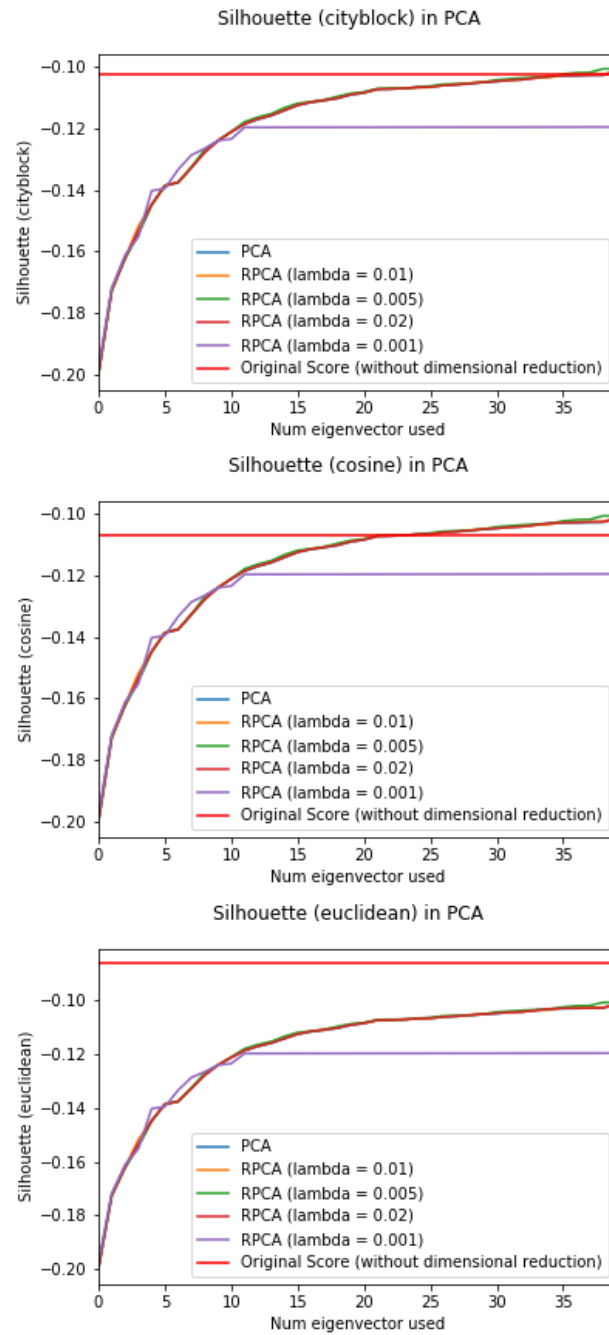 Silhouette (cityblock) in PCA
Silhouette (cityblock)
−0.10
−0.12
−0.14
−0.16
−0.18
−0.20
PCA
RPCA (lambda = 0.01)
RPCA (lambda = 0.005)
RPCA (lambda = 0.02)
RPCA (lambda = 0.001)
Original Score (without dimensional reduction)
0 5 10 15 20 25 30 35
Num eigenvector used
Silhouette (cosine) in PCA
Silhouette (cosine)
−0.10
−0.12
−0.14
−0.16
−0.18
−0.20
PCA
RPCA (lambda = 0.01)
RPCA (lambda = 0.005)
RPCA (lambda = 0.02)
RPCA (lambda = 0.001)
Original Score (without dimensional reduction)
0 5 10 15 20 25 30 35
Num eigenvector used
Silhouette (euclidean) in PCA
Silhouette (euclidean)
−0.10
−0.12
−0.14
−0.16
−0.18
−0.20
PCA
RPCA (lambda = 0.01)
RPCA (lambda = 0.005)
RPCA (lambda = 0.02)
RPCA (lambda = 0.001)
Original Score (without dimensional reduction)
0 5 10 15 20 25 30 35
Num eigenvector used